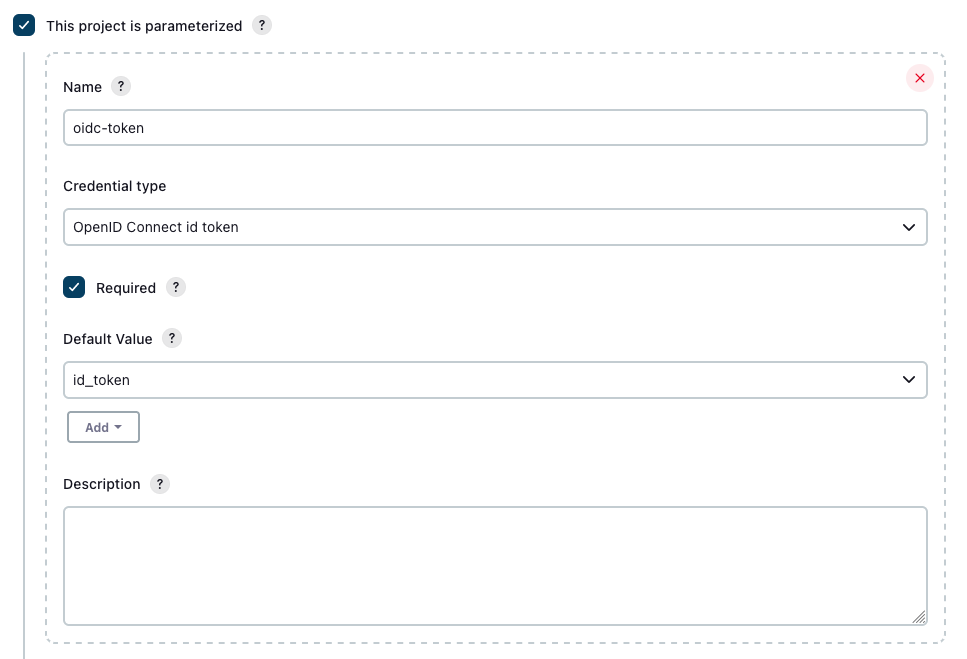 This project is parameterized ?
Name ?
oidc-token
Credential type
OpenID Connect id token
Required ?
Default Value ?
id_token
Add
Description ?